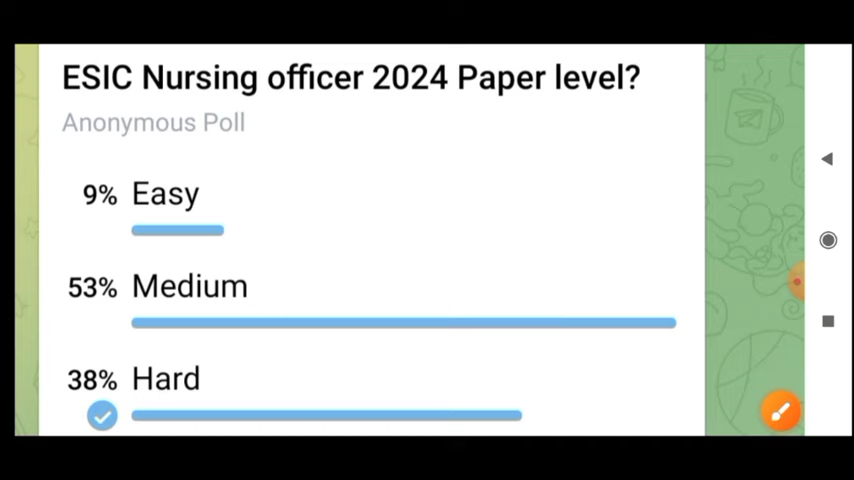 ESIC Nursing officer 2024 Paper level?
Anonymous Poll
9% Easy
53% Medium
38% Hard